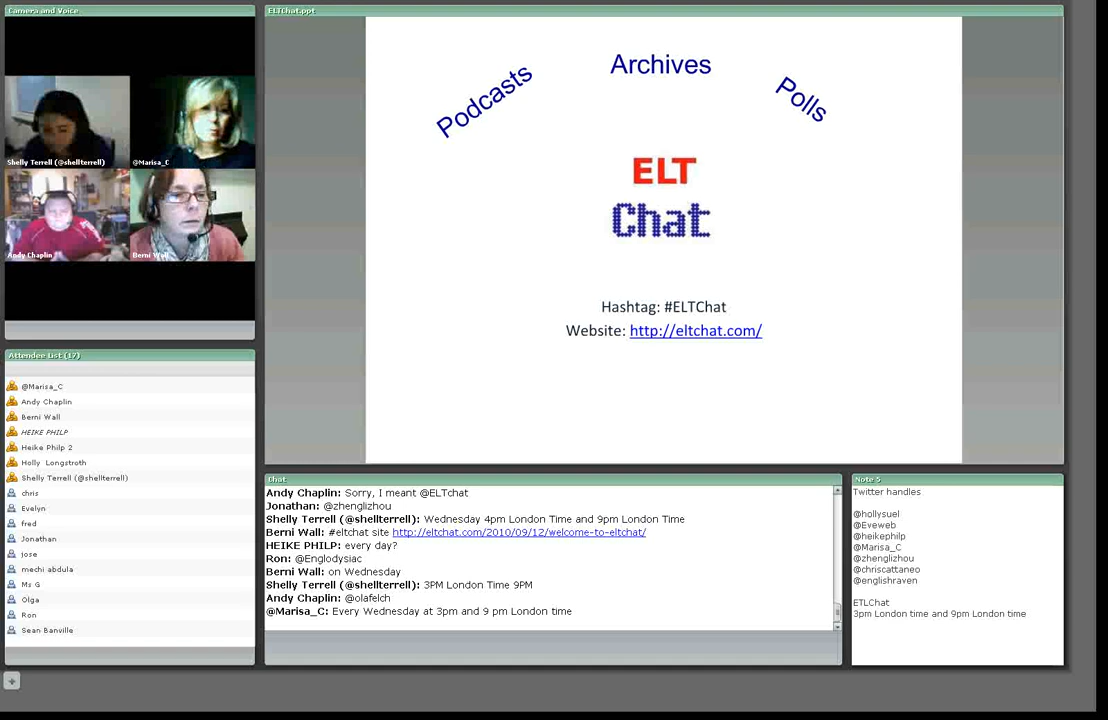 Camera and Voice
Shelly Terrell (@shellterrell)
@Marisa_C
Andy Chaplin
Berni Wall
Attendee List (17)
@Marisa_C
Andy Chaplin
Berni Wall
HEIKE PHILP
Heike Philp 2
Holly Longstroth
Shelly Terrell (@shellterrell)
chris
Evelyn
fred
Jonathan
jose
mechi abdula
Ms G
Olga
Ron
Sean Banville
ELTChat.ppt
Podcasts
Archives
Polls
ELT
Chat
Hashtag: #ELTChat
Website: http://eltchat.com/
Chat
Andy Chaplin: Sorry, I meant @ELTchat
Jonathan: @zhenglizhou
Shelly Terrell (@shellterrell): Wednesday 4pm London Time and 9pm London Time
Berni Wall: #eltchat site http://eltchat.com/2010/09/12/welcome-to-eltchat/
HEIKE PHILP: every day?
Ron: @Englodysiac
Berni Wall: on Wednesday
Shelly Terrell (@shellterrell): 3PM London Time 9PM
Andy Chaplin: @olafelch
@Marisa_C: Every Wednesday at 3pm and 9 pm London time
Note 5
Twitter handles
@hollysuel
@Eveweb
@heikephilp
@Marisa_C
@zhenglizhou
@chriscattaneo
@englishraven
ETLChat
3pm London time and 9pm London time